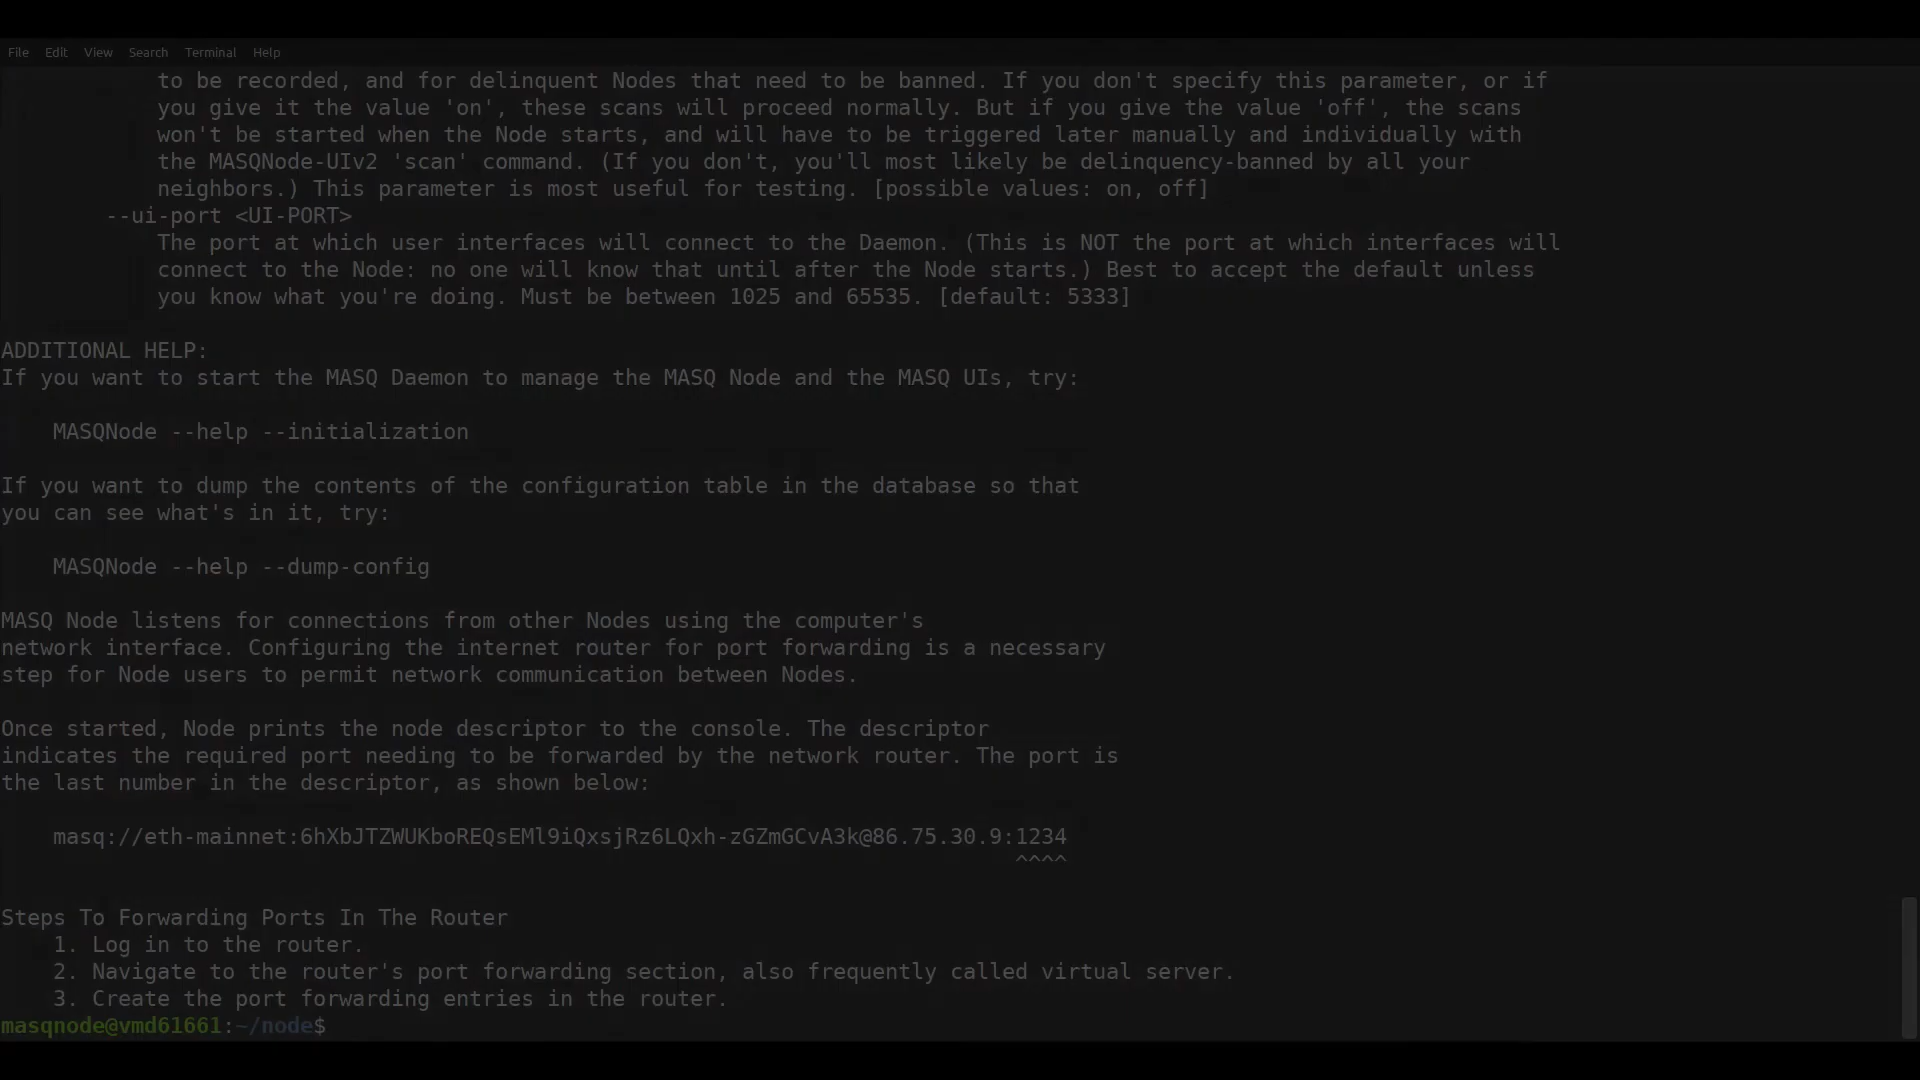 File Edit View Search Terminal Help
to be recorded, and for delinquent Nodes that need to be banned. If you don't specify this parameter, or if
you give it the value 'on', these scans will proceed normally. But if you give the value 'off', the scans
won't be started when the Node starts, and will have to be triggered later manually and individually with
the MASQNode-UIv2 'scan' command. (If you don't, you'll most likely be delinquency-banned by all your
neighbors.) This parameter is most useful for testing. [possible values: on, off]
--ui-port <UI-PORT>
The port at which user interfaces will connect to the Daemon. (This is NOT the port at which interfaces will
connect to the Node: no one will know that until after the Node starts.) Best to accept the default unless
you know what you're doing. Must be between 1025 and 65535. [default: 5333]
ADDITIONAL HELP:
If you want to start the MASQ Daemon to manage the MASQ Node and the MASQ UIs, try:
MASQNode --help --initialization
If you want to dump the contents of the configuration table in the database so that
you can see what's in it, try:
MASQNode --help --dump-config
MASQ Node listens for connections from other Nodes using the computer's
network interface. Configuring the internet router for port forwarding is a necessary
step for Node users to permit network communication between Nodes.
Once started, Node prints the node descriptor to the console. The descriptor
indicates the required port needing to be forwarded by the network router. The port is
the last number in the descriptor, as shown below:
masq://eth-mainnet:6hXbJTZWUKboREQsEMl9iQxsjRz6LQxh-zGZmGCvA3k@86.75.30.9:1234
^^^^
Steps To Forwarding Ports In The Router
1. Log in to the router.
2. Navigate to the router's port forwarding section, also frequently called virtual server.
3. Create the port forwarding entries in the router.
masqnode@vmd61661:~/node$